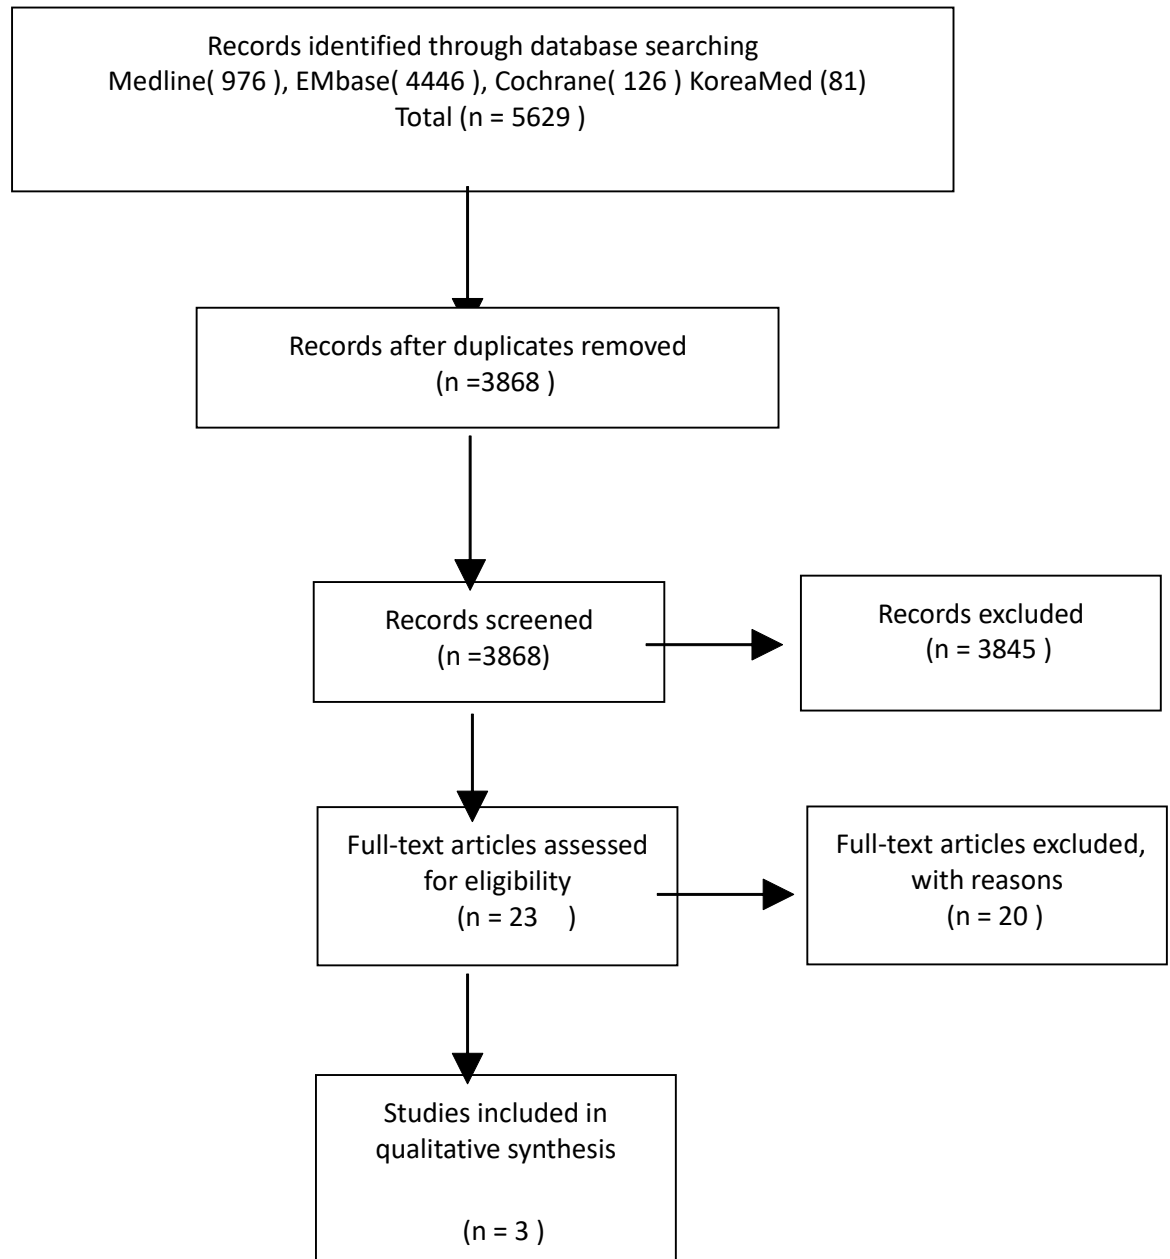 Records identified through database searching
Medline( 976 ), EMbase( 4446 ), Cochrane( 126 ) KoreaMed (81)
Total (n = 5629 )
Records after duplicates removed
(n =3868 )
Records screened
(n =3868)
Records excluded
(n = 3845 )
Full-text articles assessed
for eligibility
(n = 23    )
Full-text articles excluded,
with reasons
(n = 20 )
Studies included in
qualitative synthesis
(n = 3 )